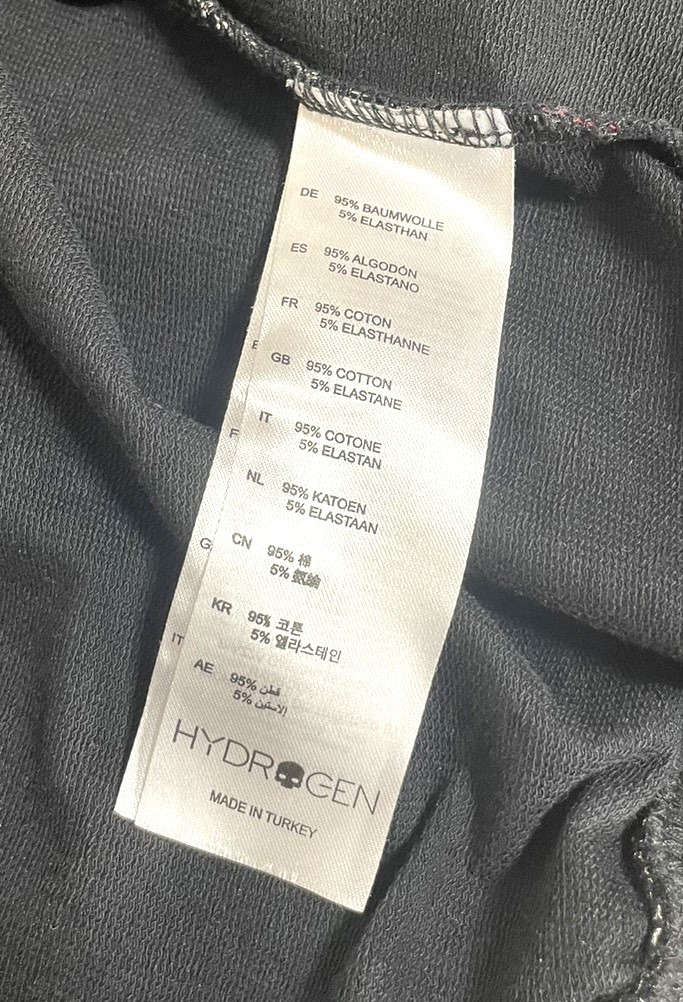 DE 95% BAUMWOLLE
5% ELASTHAN
ES 95% ALGODÓN
5% ELASTANO
FR 95% COTON
5% ELASTHANNE
GB 95% COTTON
5% ELASTANE
IT 95% COTONE
5% ELASTAN
NL 95% KATOEN
5% ELASTAAN
CN 95% 棉
5% 氨綸
KR 95% 코튼
5% 엘라스테인
AE 95% قطن
5% الاستين
HYDROGEN
MADE IN TURKEY
E
F
G
IT